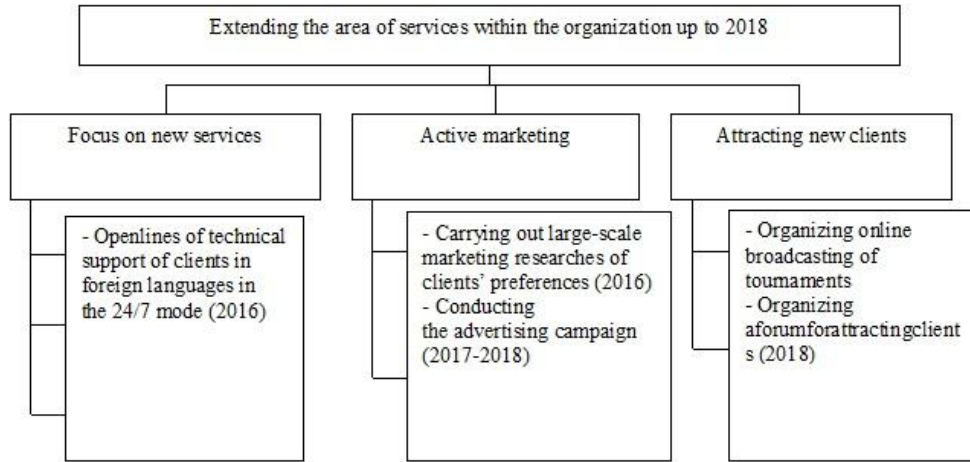 Extending the area of services within the organization up to 2018
Focus on new services
Active marketing
Attracting new clients
- Openlines of technical
support of clients in
foreign languages in
the 24/7 mode (2016)
- Carrying out large-scale
marketing researches of
clients’ preferences (2016)
- Conducting
the advertising campaign
(2017-2018)
- Organizing online
broadcasting of
tournaments
- Organizing
aforumforattractingclient
s (2018)